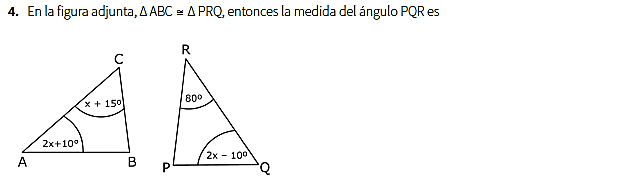 4. En la figura adjunta, Δ ABC ≅ Δ PRQ, entonces la medida del ángulo PQR es
C
R
x + 15º
80º
2x+10º
2x – 10º
A
B
P
Q